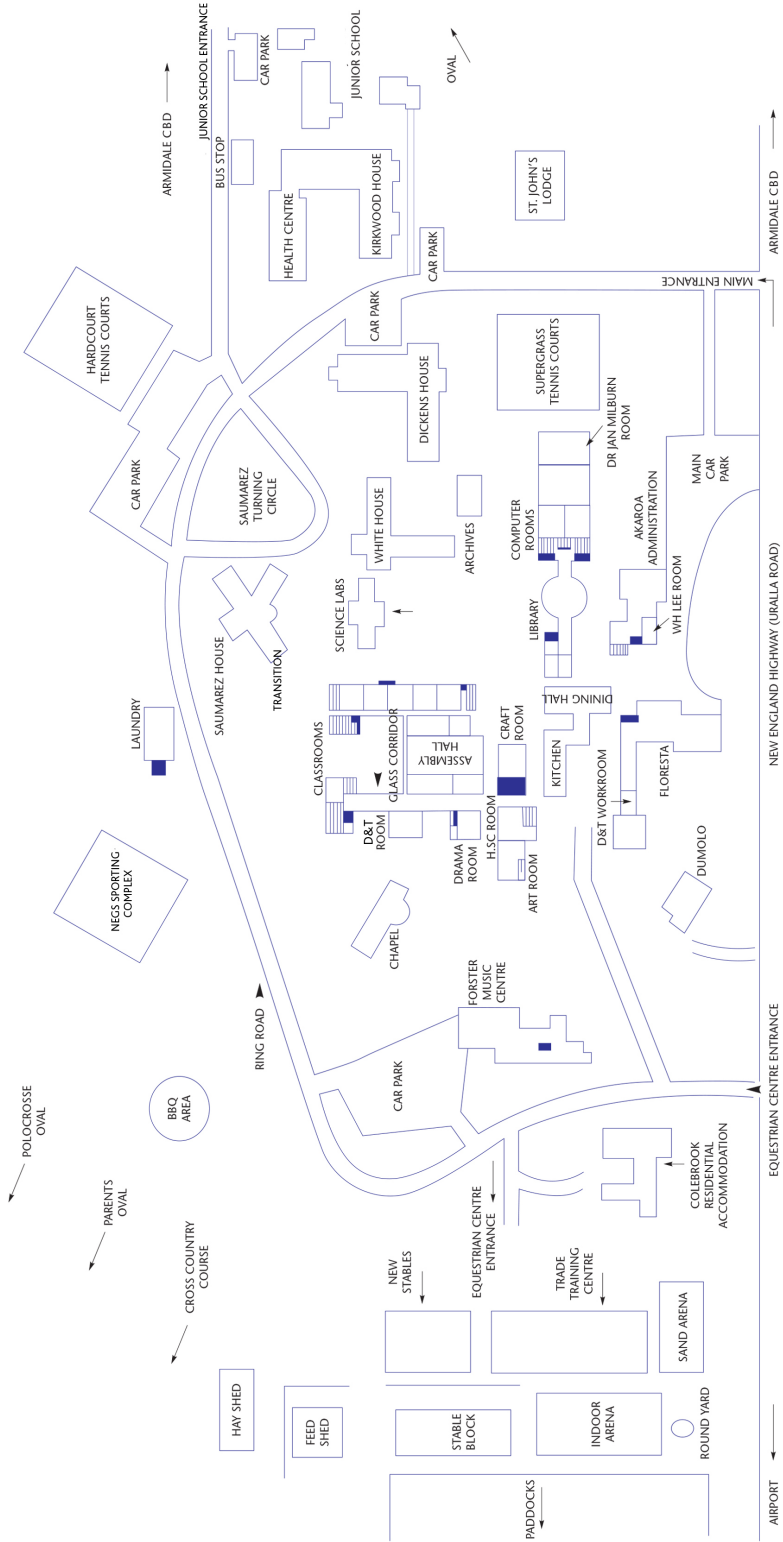 POLOCROSSE
OVAL
PARENTS
OVAL
CROSS COUNTRY
COURSE
BBQ
AREA
NEGS SPORTING
COMPLEX
LAUNDRY
CAR PARK
HARDCOURT
TENNIS COURTS
ARMIDALE CBD
JUNIOR SCHOOL ENTRANCE
BUS STOP
CAR PARK
HAY SHED
RING ROAD
SAUMAREZ HOUSE
TRANSITION
SAUMAREZ
TURNING
CIRCLE
HEALTH CENTRE
JUNIOR SCHOOL
FEED
SHED
CLASSROOMS
SCIENCE LABS
KIRKWOOD HOUSE
CAR PARK
CAR PARK
CHAPEL
D&T
ROOM
GLASS CORRIDOR
WHITE HOUSE
DICKENS HOUSE
CAR PARK
OVAL
NEW
STABLES
STABLE
BLOCK
EQUESTRIAN CENTRE
ENTRANCE
FORSTER
MUSIC
CENTRE
DRAMA
ROOM
ASSEMBLY
HALL
ARCHIVES
H.SC ROOM
CRAFT
ROOM
ART ROOM
COMPUTER
ROOMS
LIBRARY
SUPERGRASS
TENNIS COURTS
ST. JOHN'S
LODGE
PADDOCKS
TRADE
TRAINING
CENTRE
INDOOR
ARENA
KITCHEN
DINING HALL
DR JAN MILBURN
ROOM
D&T WORKROOM
FLORESTA
AKAROA
ADMINISTRATION
WH LEE ROOM
SAND ARENA
ROUND YARD
COLEBROOK
RESIDENTIAL
ACCOMMODATION
DUMOLO
MAIN
CAR
PARK
MAIN ENTRANCE
AIRPORT
EQUESTRIAN CENTRE ENTRANCE
NEW ENGLAND HIGHWAY (URALLA ROAD)
ARMIDALE CBD